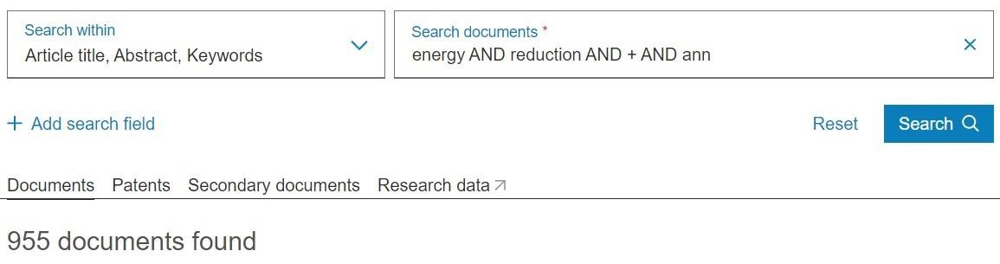 Search within
Article title, Abstract, Keywords
Search documents *
energy AND reduction AND + AND ann
+ Add search field
Reset
Search
Documents Patents Secondary documents Research data
955 documents found